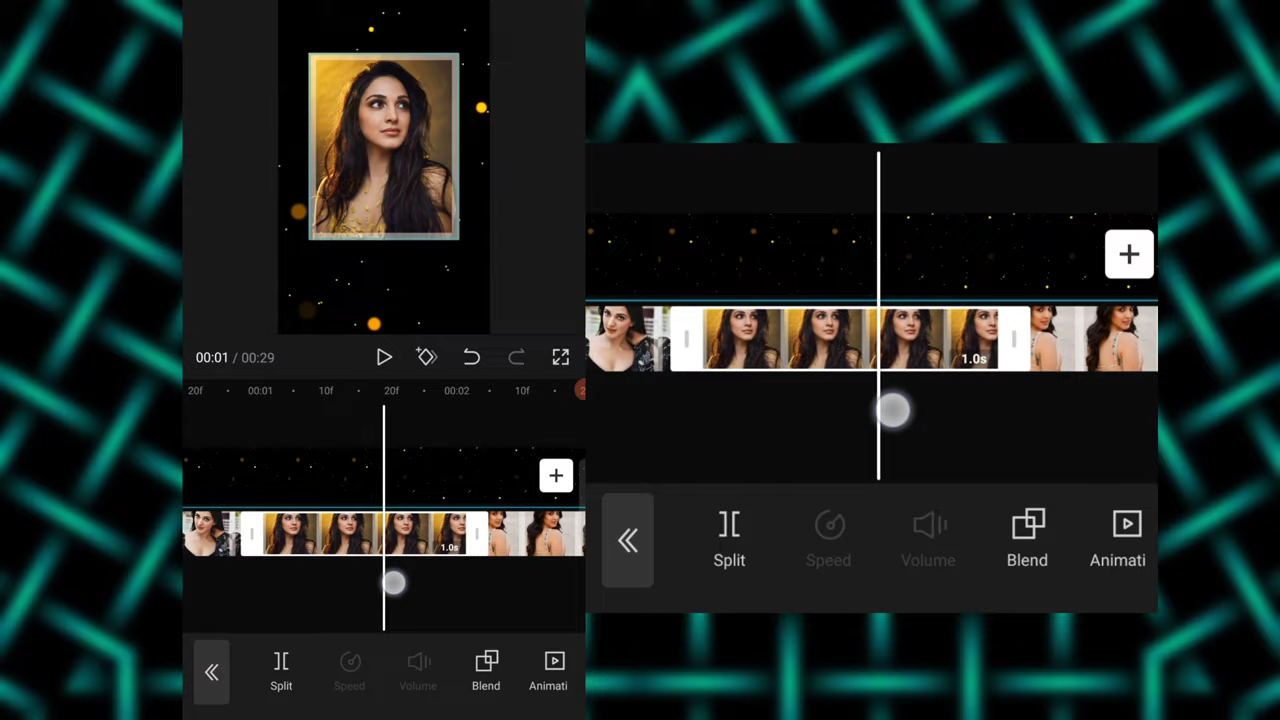 00:01 / 00:29
20f
00:01
10f
20f
00:02
10f
1.0s
Split
Speed
Volume
Blend
Animati
1.0s
Split
Speed
Volume
Blend
Animati